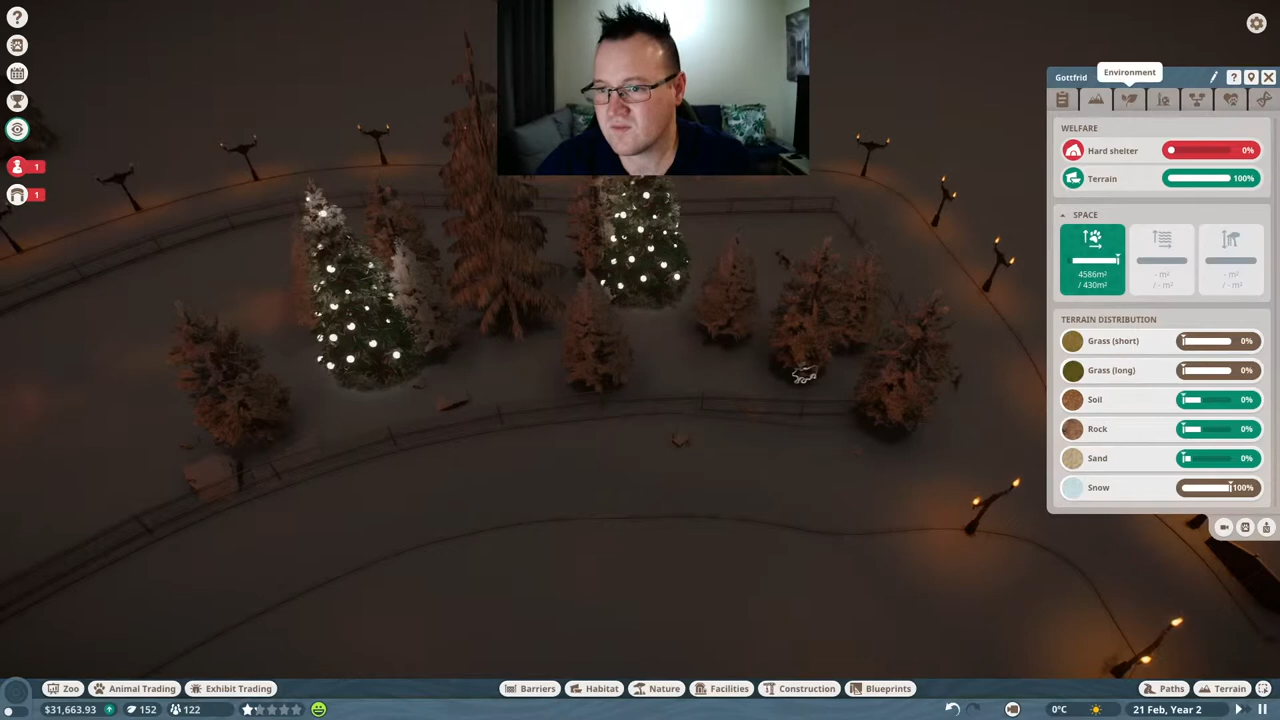 ?
1
1
Environment
Gottfrid
?
WELFARE
Hard shelter 0%
Terrain 100%
SPACE
4586m² - m² - m²
/ 430m² / - m² / - m²
TERRAIN DISTRIBUTION
Grass (short) 0%
Grass (long) 0%
Soil 0%
Rock 0%
Sand 0%
Snow 100%
Zoo Animal Trading Exhibit Trading Barriers Habitat Nature Facilities Construction Blueprints Paths Terrain
$31,663.93 152 122 0°C 21 Feb, Year 2